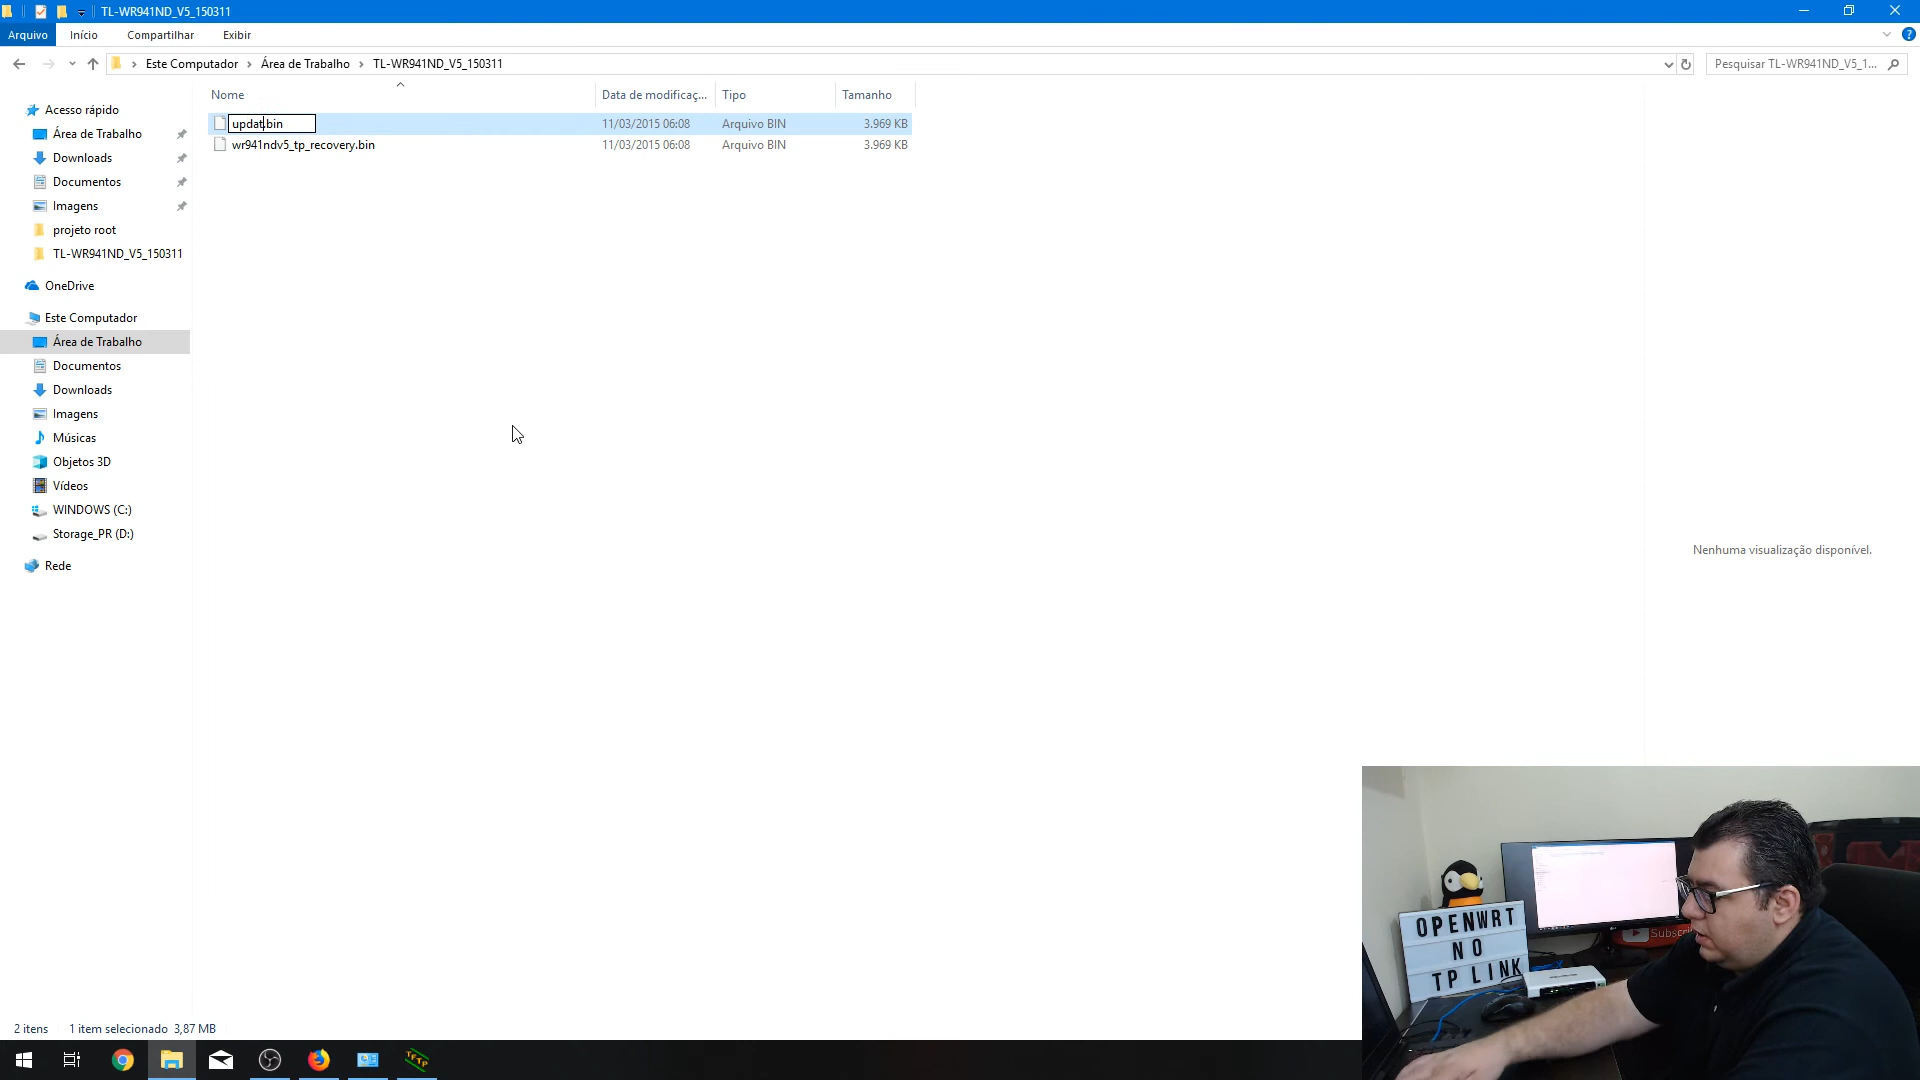 TL-WR941ND_V5_150311
Arquivo
Início
Compartilhar
Exibir
Este Computador > Área de Trabalho > TL-WR941ND_V5_150311
Pesquisar TL-WR941ND_V5_1...
Nome
Data de modificaç...
Tipo
Tamanho
updat.bin
11/03/2015 06:08
Arquivo BIN
3.969 KB
wr941ndv5_tp_recovery.bin
11/03/2015 06:08
Arquivo BIN
3.969 KB
Acesso rápido
Área de Trabalho
Downloads
Documentos
Imagens
projeto root
TL-WR941ND_V5_150311
OneDrive
Este Computador
Área de Trabalho
Documentos
Downloads
Imagens
Músicas
Objetos 3D
Vídeos
WINDOWS (C:)
Storage_PR (D:)
Rede
Nenhuma visualização disponível.
OPENWRT
NO
TP LINK
Subscri
2 itens
1 item selecionado 3,87 MB
TFTP